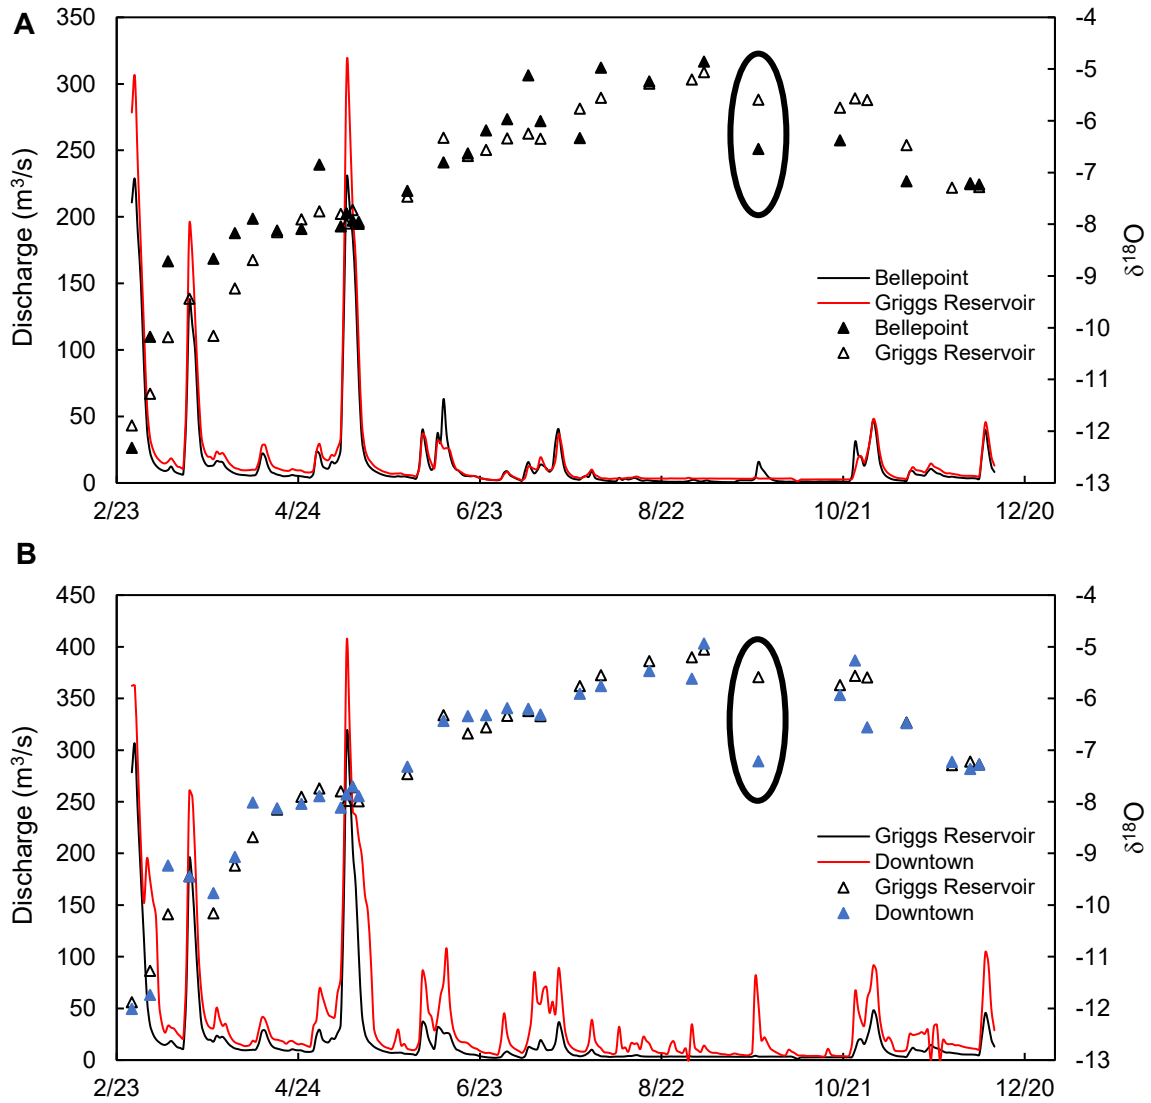 A
350
300
250
200
150
100
50
0
Discharge (m³/s)
-4
-5
-6
-7
-8
-9
-10
-11
-12
-13
δ¹⁸O
Bellepoint
Griggs Reservoir
Bellepoint
Griggs Reservoir
2/23 4/24 6/23 8/22 10/21 12/20
B
450
400
350
300
250
200
150
100
50
0
Discharge (m³/s)
-4
-5
-6
-7
-8
-9
-10
-11
-12
-13
δ¹⁸O
Griggs Reservoir
Downtown
Griggs Reservoir
Downtown
2/23 4/24 6/23 8/22 10/21 12/20